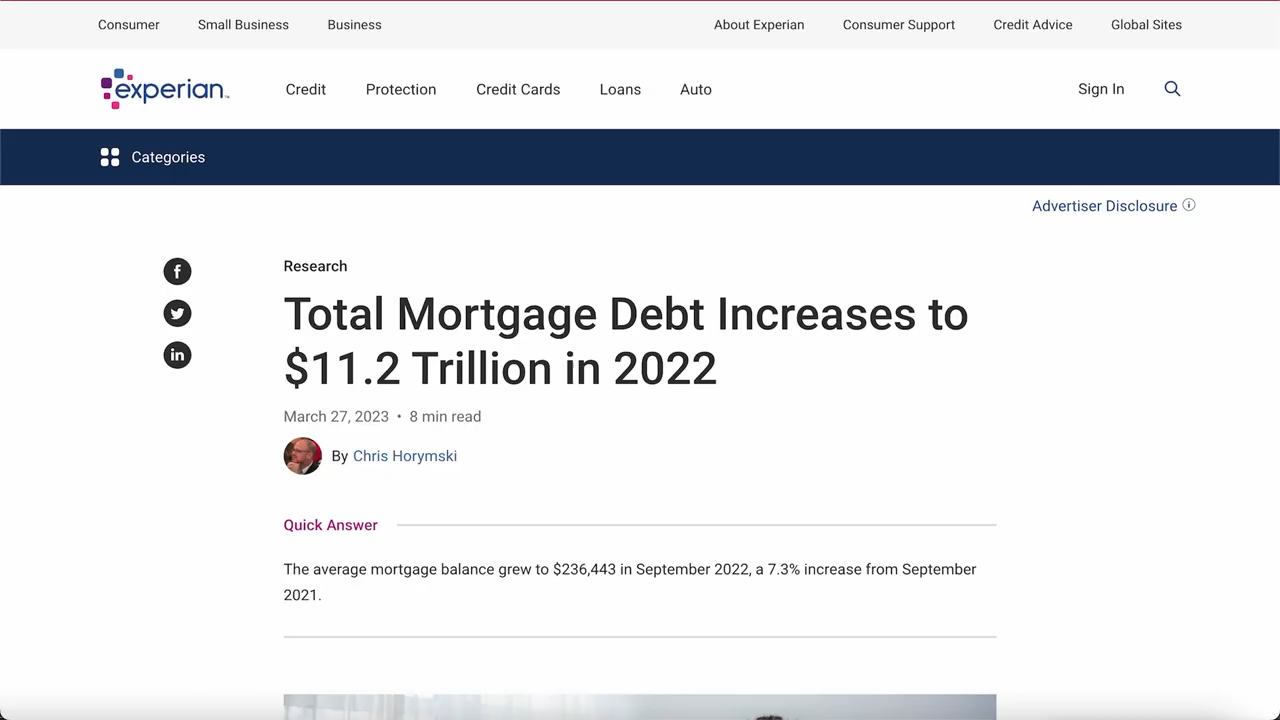 Consumer Small Business Business About Experian Consumer Support Credit Advice Global Sites
experian Credit Protection Credit Cards Loans Auto Sign In
Categories
Advertiser Disclosure
Research
Total Mortgage Debt Increases to
$11.2 Trillion in 2022
March 27, 2023 • 8 min read
By Chris Horymski
Quick Answer
The average mortgage balance grew to $236,443 in September 2022, a 7.3% increase from September
2021.